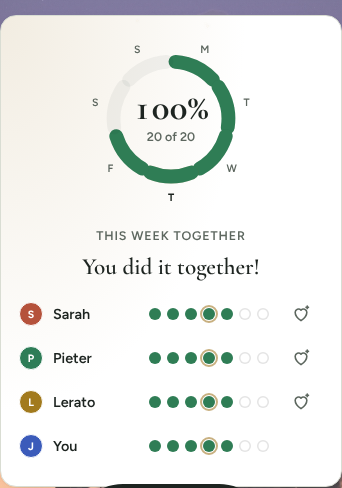 S M
S T
100%
20 of 20
F W
T
THIS WEEK TOGETHER
You did it together!
S Sarah
P Pieter
L Lerato
J You